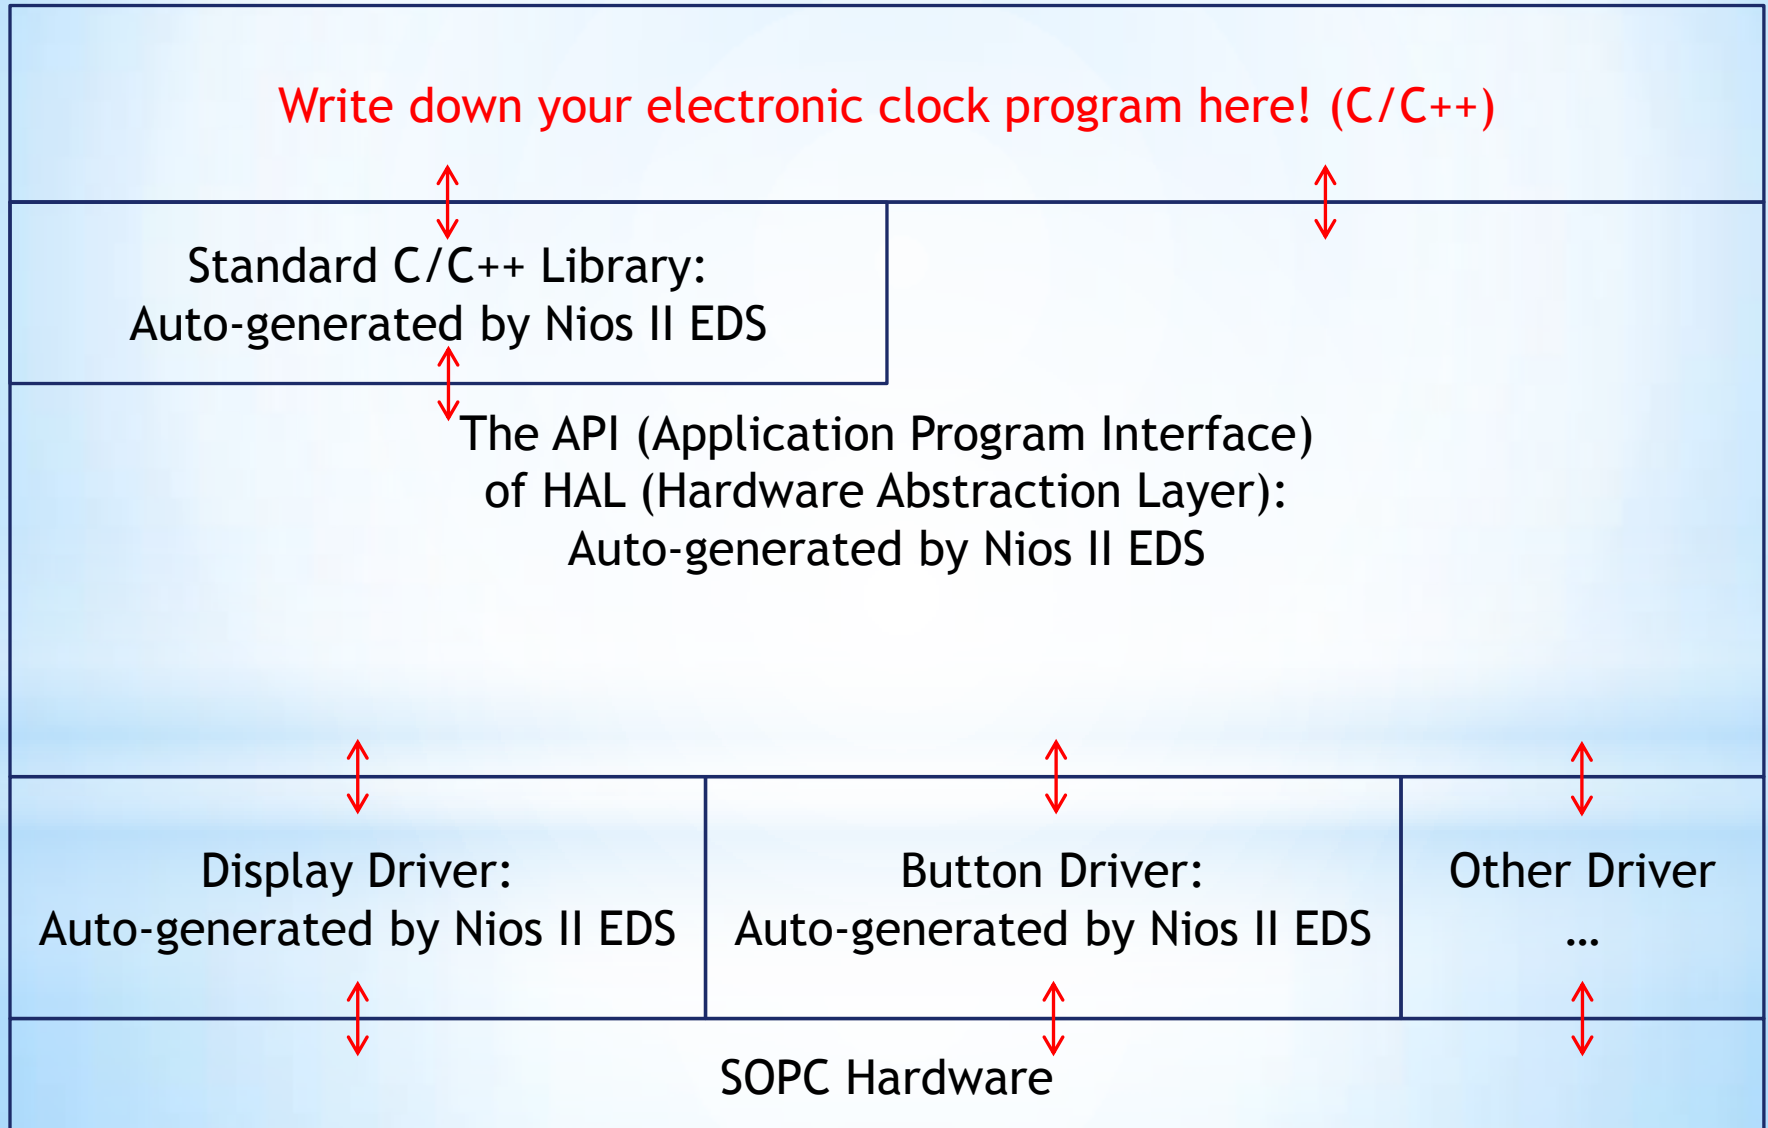 Write down your electronic clock program here! (C/C++)
Standard C/C++ Library:
Auto-generated by Nios II EDS
The API (Application Program Interface)
of HAL (Hardware Abstraction Layer):
Auto-generated by Nios II EDS
Display Driver:
Auto-generated by Nios II EDS
Button Driver:
Auto-generated by Nios II EDS
Other Driver
…
SOPC Hardware